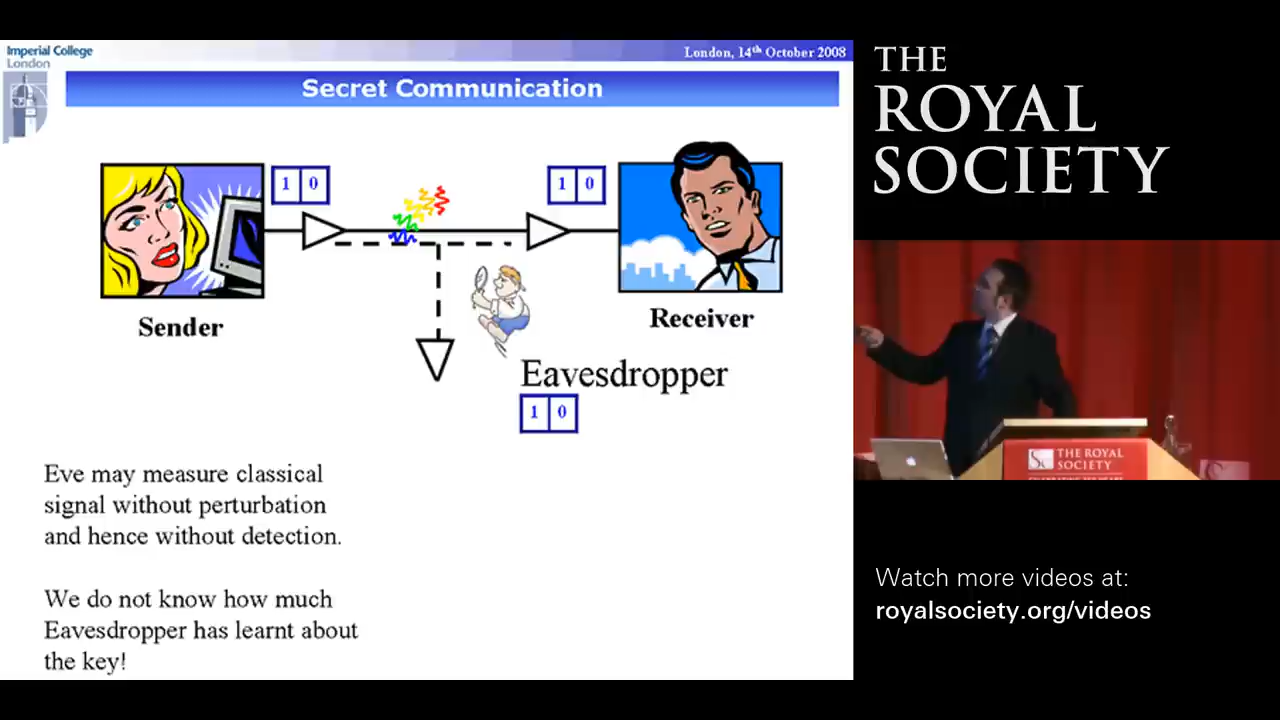 Imperial College
London
London, 14th October 2008
Secret Communication
1 0
1 0
Sender
Receiver
Eavesdropper
1 0
Eve may measure classical
signal without perturbation
and hence without detection.
We do not know how much
Eavesdropper has learnt about
the key!
THE
ROYAL
SOCIETY
THE ROYAL
SOCIETY
Watch more videos at:
royalsociety.org/videos